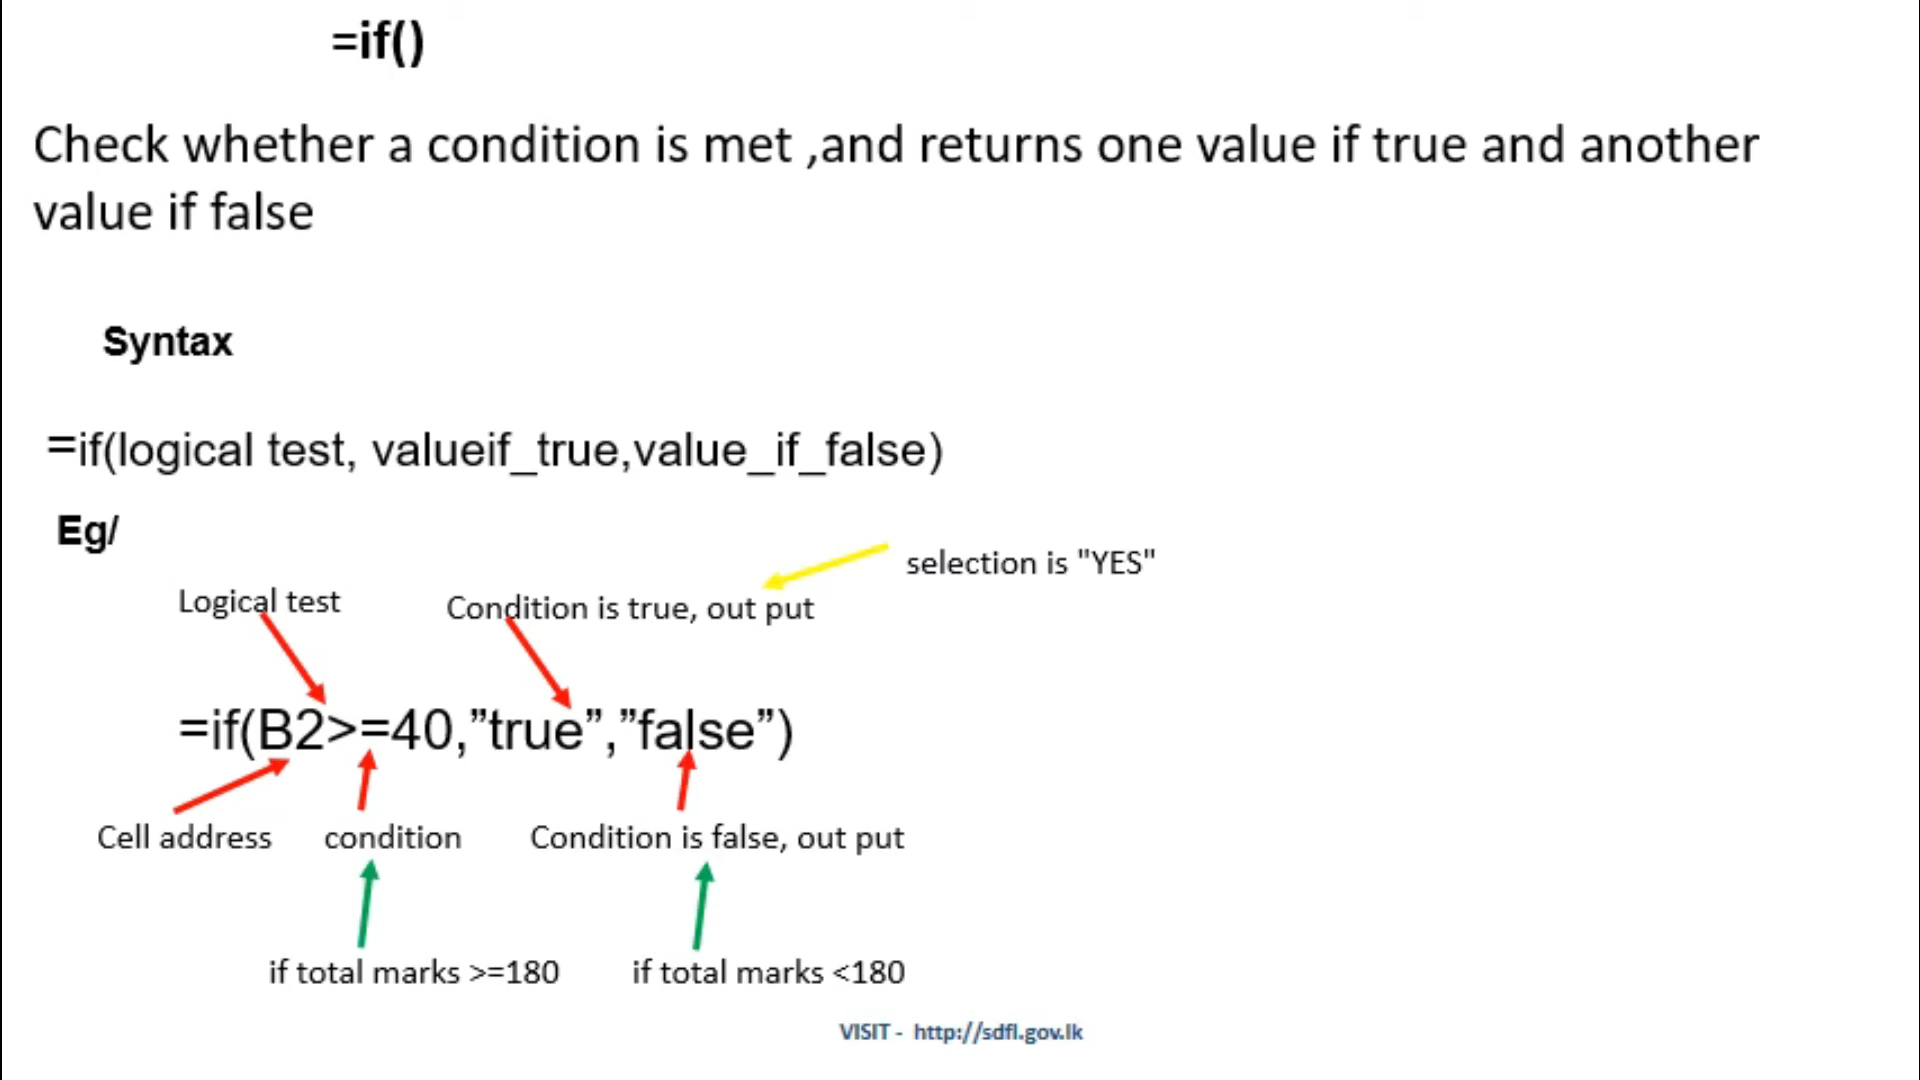 =if()
Check whether a condition is met ,and returns one value if true and another
value if false
Syntax
=if(logical test, valueif_true,value_if_false)
Eg/
selection is "YES"
Logical test
Condition is true, out put
=if(B2>=40,”true”,”false”)
Cell address
condition
Condition is false, out put
if total marks >=180
if total marks <180
VISIT - http://sdfl.gov.lk